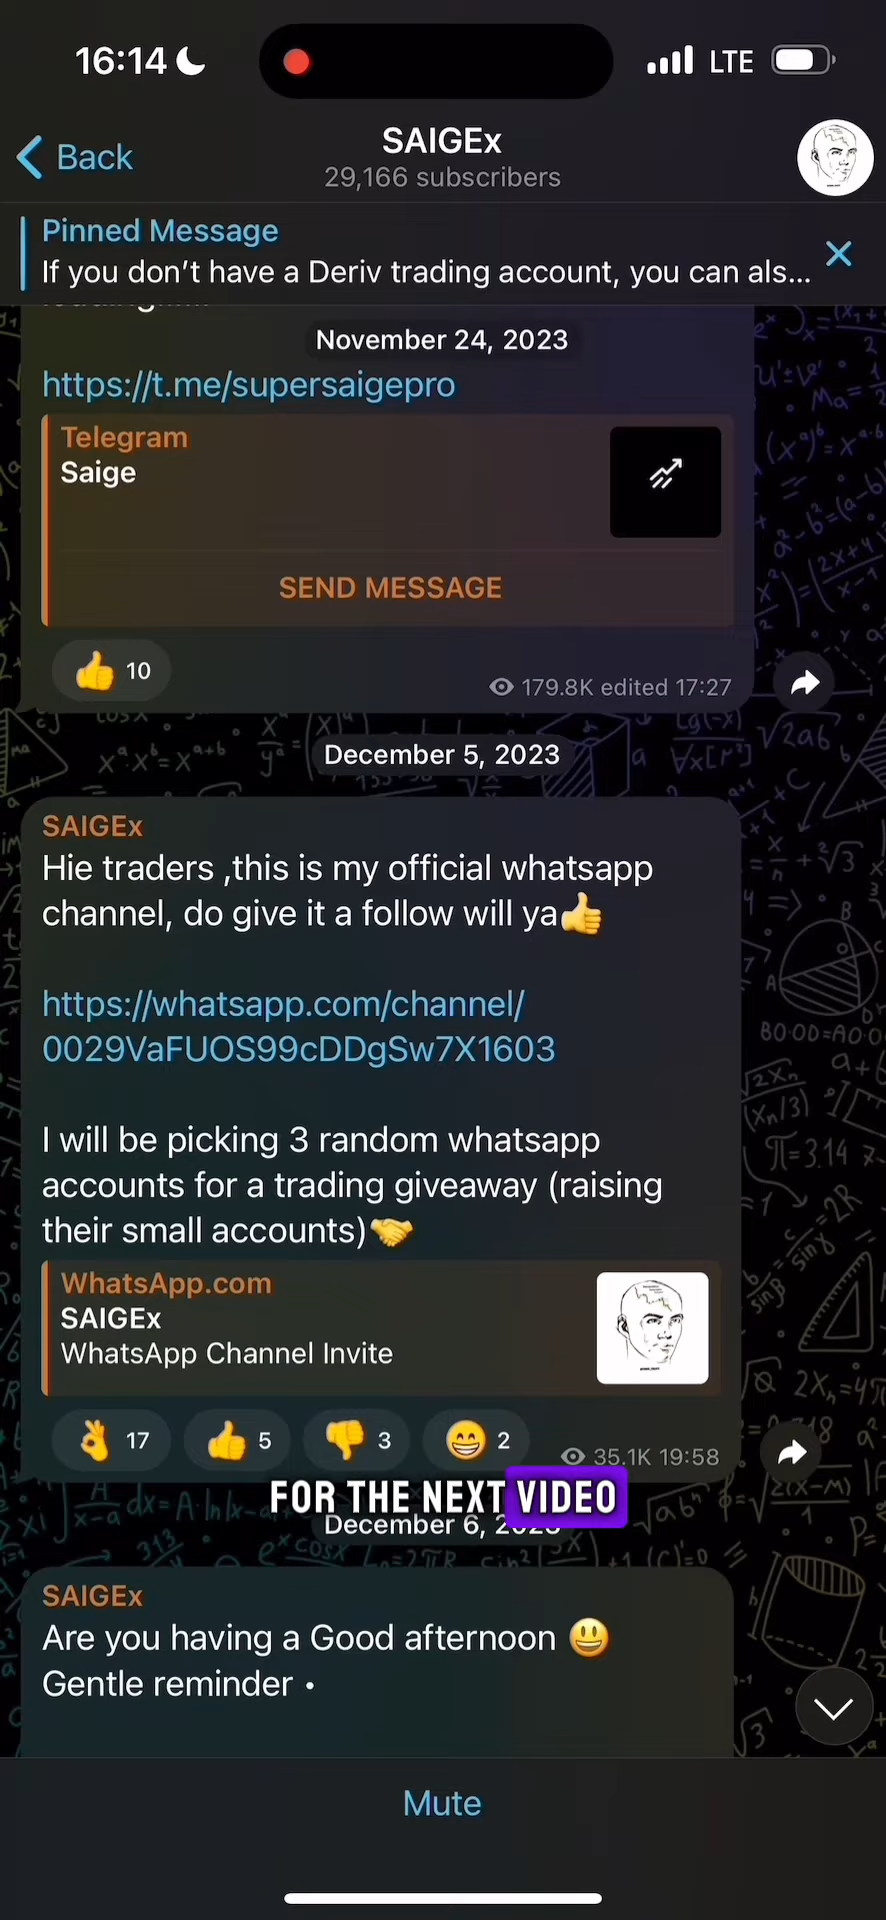 16:14
LTE
Back
SAIGEx
29,166 subscribers
Pinned Message
If you don't have a Deriv trading account, you can als...
November 24, 2023
https://t.me/supersaigepro
Telegram
Saige
SEND MESSAGE
👍 10
179.8K edited 17:27
December 5, 2023
SAIGEx
Hie traders ,this is my official whatsapp
channel, do give it a follow will ya👍
https://whatsapp.com/channel/
0029VaFUOS99cDDgSw7X1603
I will be picking 3 random whatsapp
accounts for a trading giveaway (raising
their small accounts)🤝
WhatsApp.com
SAIGEx
WhatsApp Channel Invite
👌 17 👍 5 👎 3 😁 2
35.1K 19:58
FOR THE NEXT VIDEO
December 6, 2023
SAIGEx
Are you having a Good afternoon 😃
Gentle reminder •
Mute